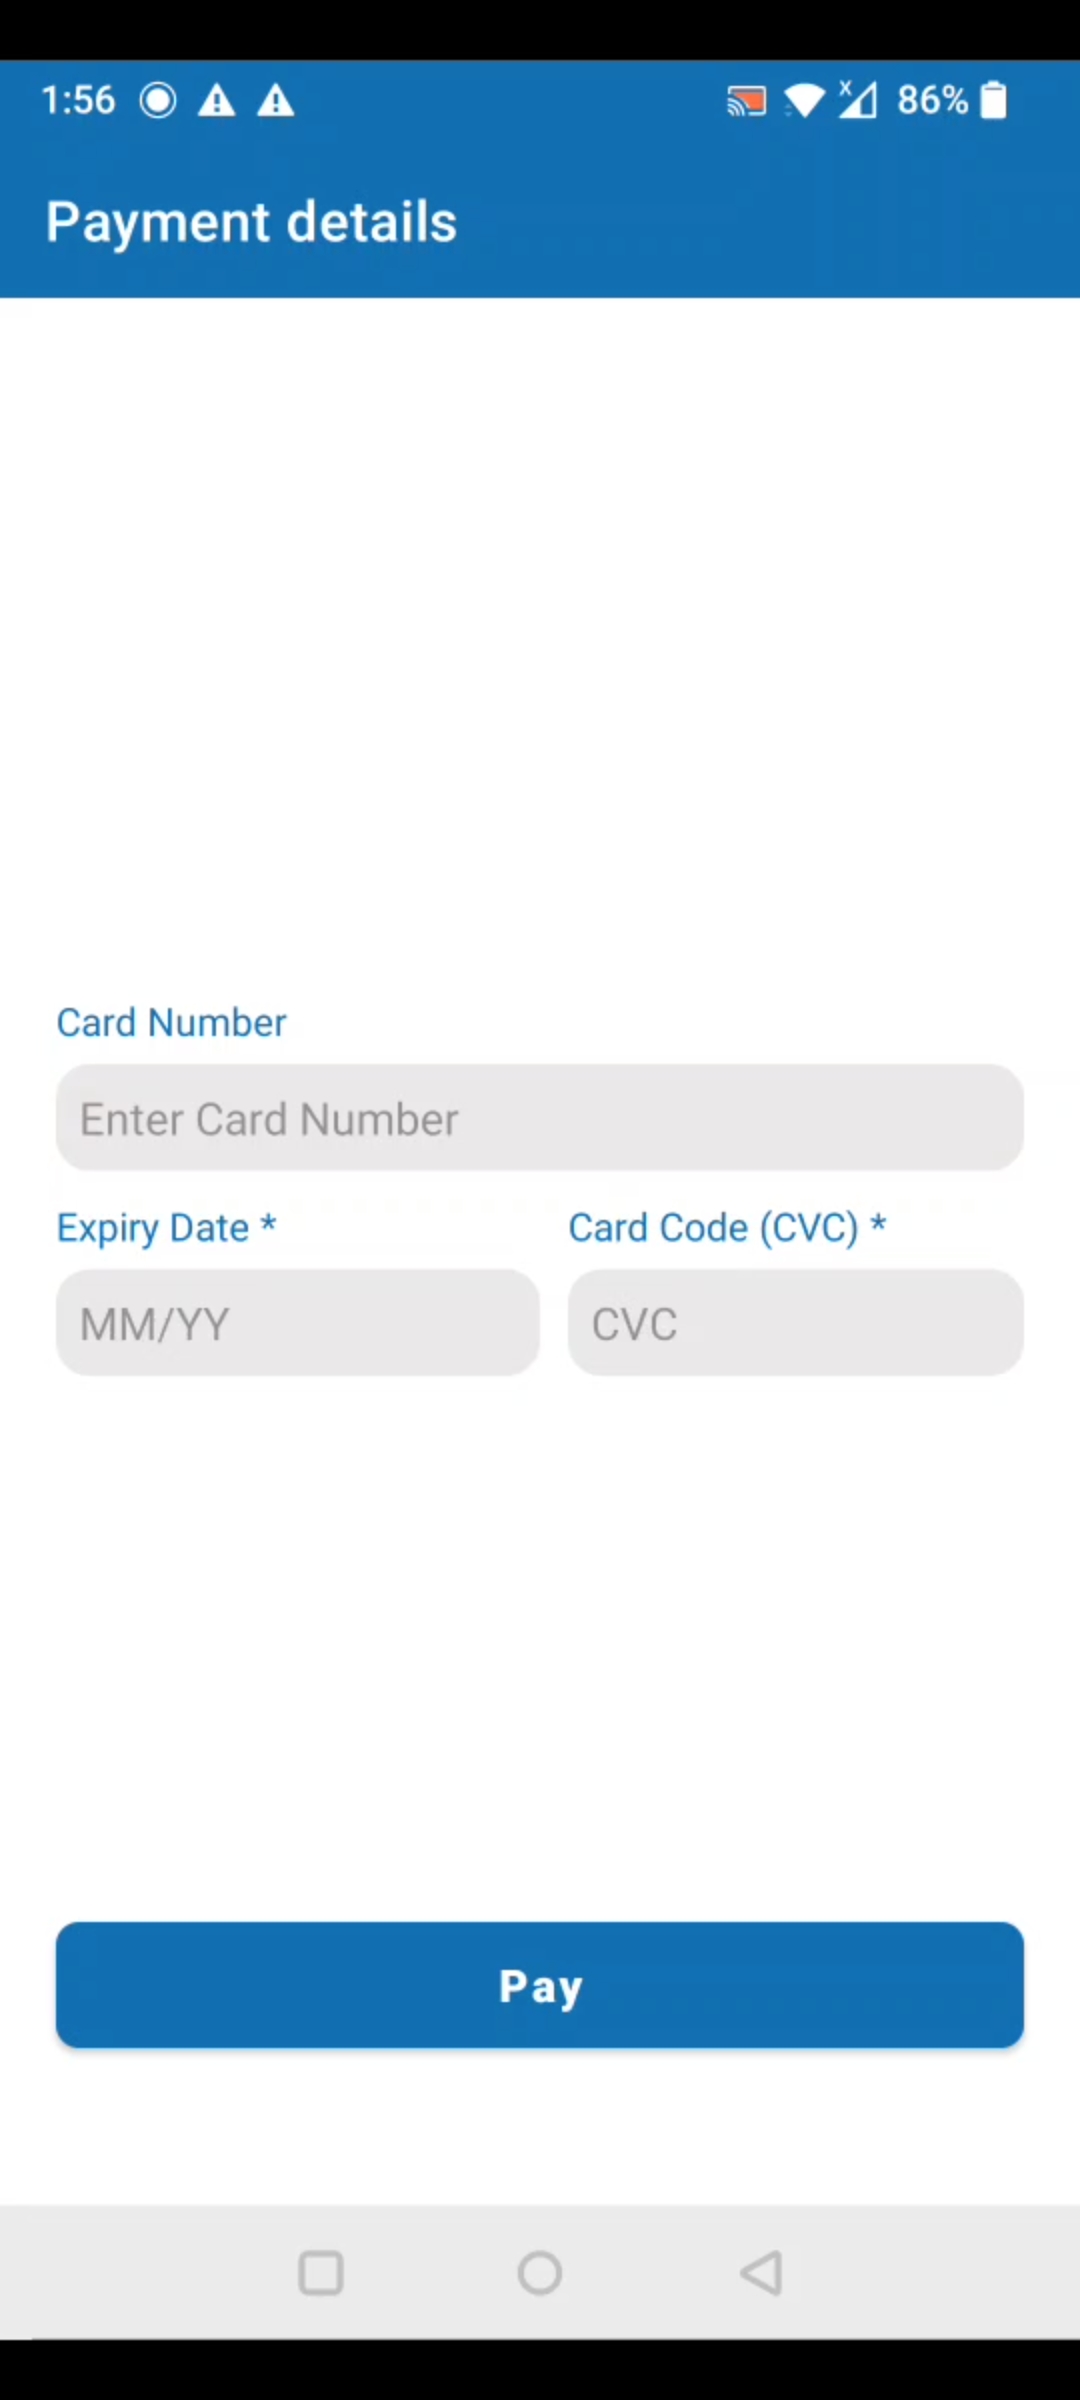 1:56 86%
Payment details
Card Number
Enter Card Number
Expiry Date * Card Code (CVC) *
MM/YY CVC
Pay